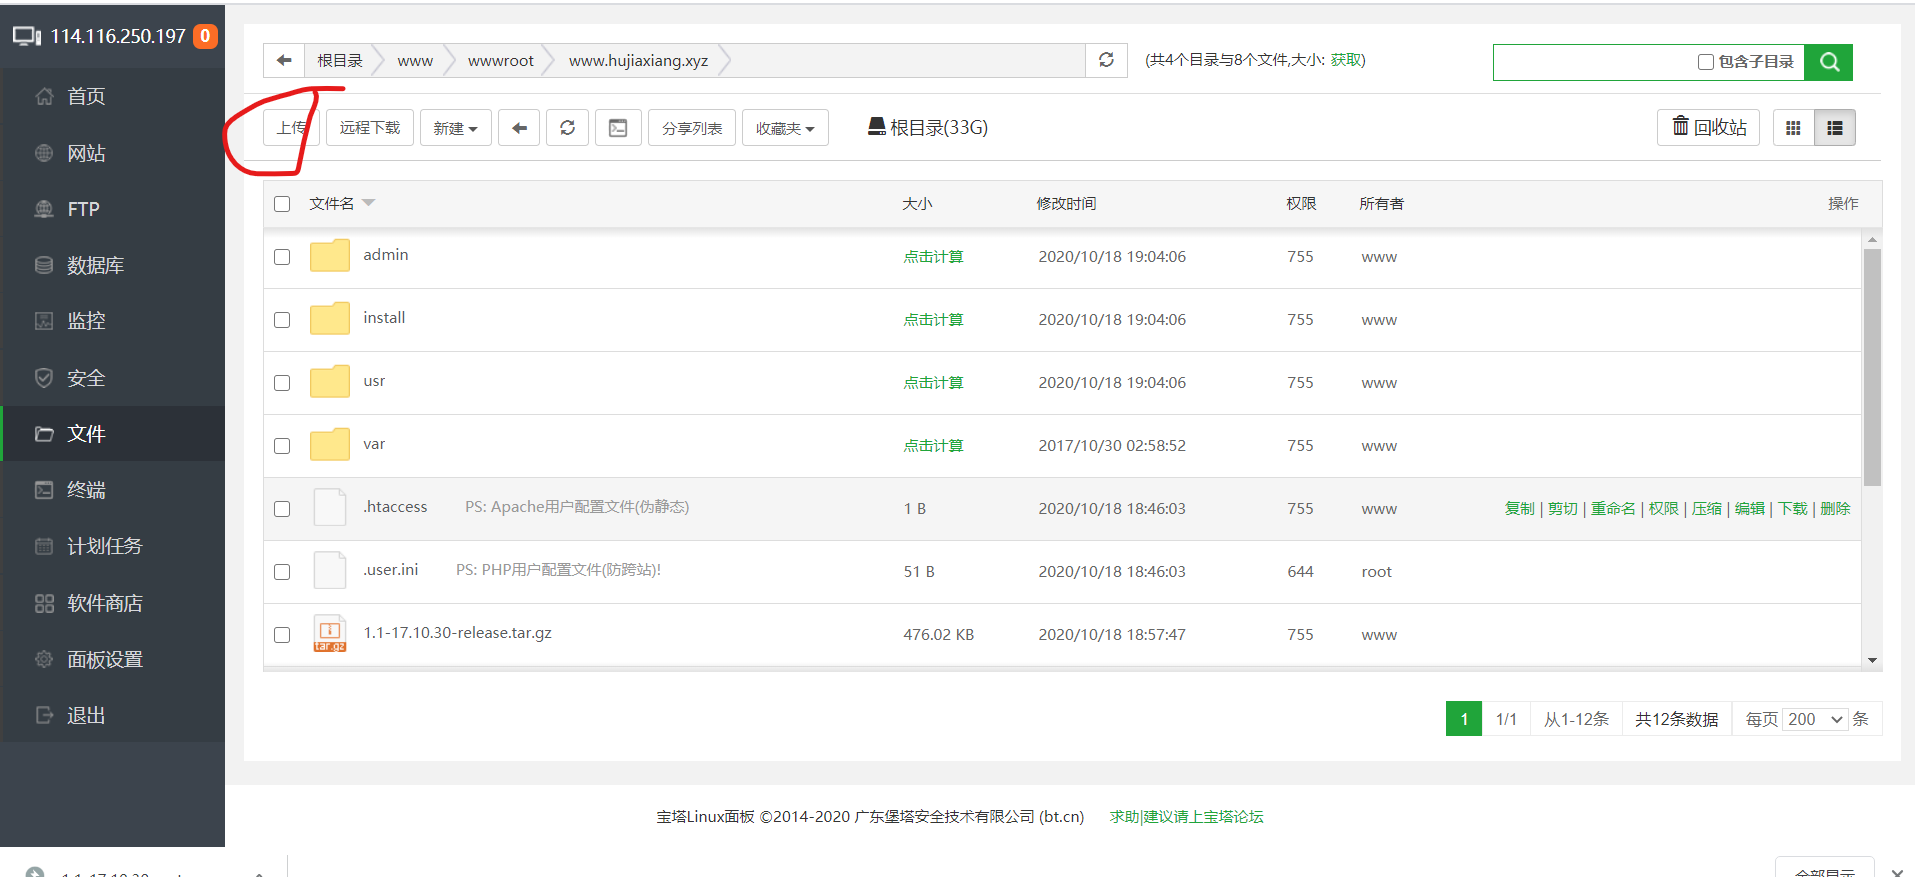 114.116.250.197 0
首页
网站
FTP
数据库
监控
安全
文件
终端
计划任务
软件商店
面板设置
退出
根目录 www wwwroot www.hujiaxiang.xyz (共4个目录与8个文件,大小: 获取) 包含子目录
上传 远程下载 新建 分享列表 收藏夹 根目录(33G) 回收站
文件名 大小 修改时间 权限 所有者 操作
admin 点击计算 2020/10/18 19:04:06 755 www
install 点击计算 2020/10/18 19:04:06 755 www
usr 点击计算 2020/10/18 19:04:06 755 www
var 点击计算 2017/10/30 02:58:52 755 www
.htaccess PS: Apache用户配置文件(伪静态) 1 B 2020/10/18 18:46:03 755 www 复制 | 剪切 | 重命名 | 权限 | 压缩 | 编辑 | 下载 | 删除
.user.ini PS: PHP用户配置文件(防跨站)! 51 B 2020/10/18 18:46:03 644 root
tar.gz 1.1-17.10.30-release.tar.gz 476.02 KB 2020/10/18 18:57:47 755 www
1 1/1 从1-12条 共12条数据 每页 200 条
宝塔Linux面板 ©2014-2020 广东堡塔安全技术有限公司 (bt.cn) 求助|建议请上宝塔论坛
全部显示